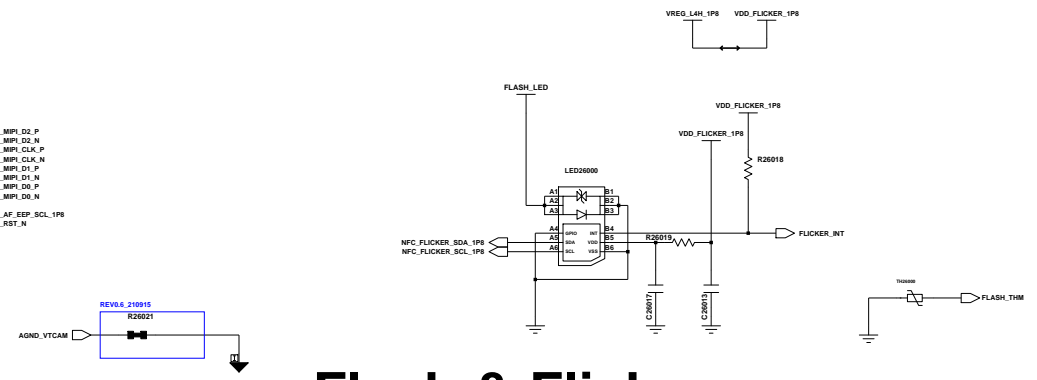 VREG_L4H_1P8 VDD_FLICKER_1P8
FLASH_LED
VDD_FLICKER_1P8
VDD_FLICKER_1P8
_MIPI_D2_P
_MIPI_D2_N
_MIPI_CLK_P
_MIPI_CLK_N
_MIPI_D1_P
_MIPI_D1_N
_MIPI_D0_P
_MIPI_D0_N
_AF_EEP_SCL_1P8
_RST_N
R26018
LED26000
A1 B1
A2 B2
A3 B3
A4 GPIO INT B4
A5 SDA VDD B5
A6 SCL VSS B6
R26019
FLICKER_INT
NFC_FLICKER_SDA_1P8
NFC_FLICKER_SCL_1P8
C26017
C26013
TH26000
FLASH_THM
REV0.6_210915
R26021
AGND_VTCAM